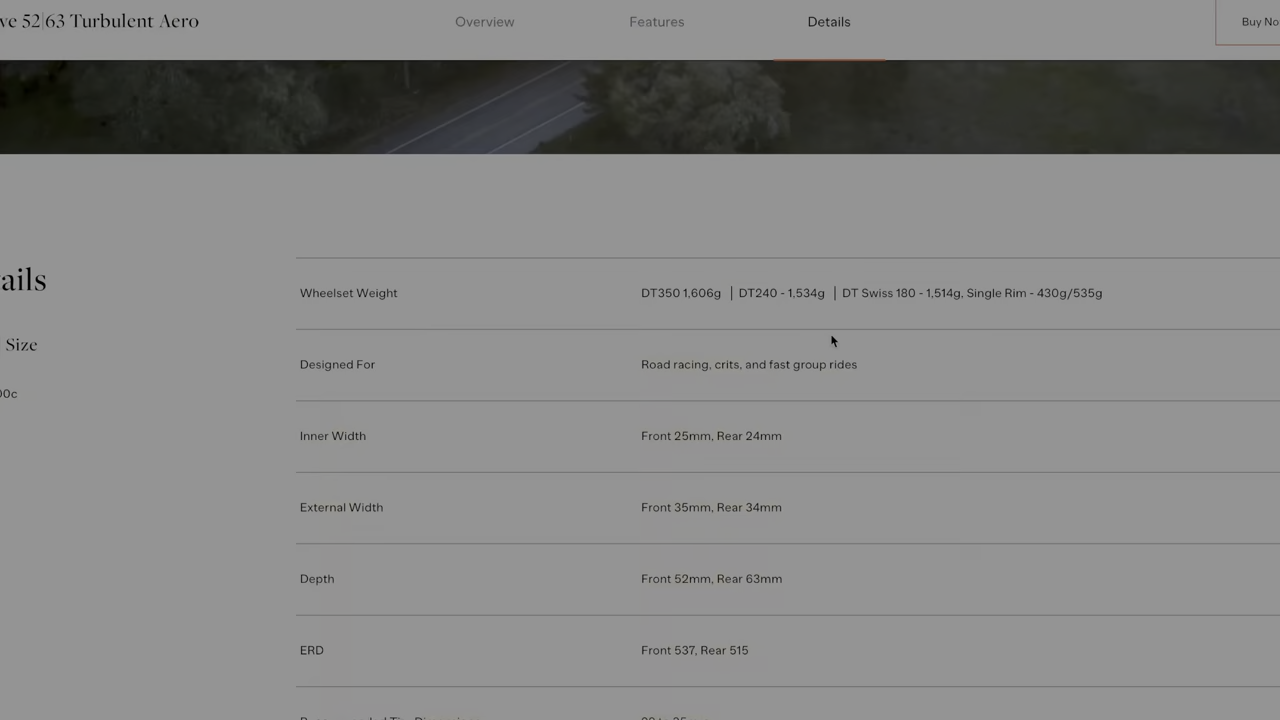 ve 52|63 Turbulent Aero
Overview
Features
Details
Buy No
ails
Size
00c
Wheelset Weight
DT350 1,606g | DT240 - 1,534g | DT Swiss 180 - 1,514g, Single Rim - 430g/535g
Designed For
Road racing, crits, and fast group rides
Inner Width
Front 25mm, Rear 24mm
External Width
Front 35mm, Rear 34mm
Depth
Front 52mm, Rear 63mm
ERD
Front 537, Rear 515